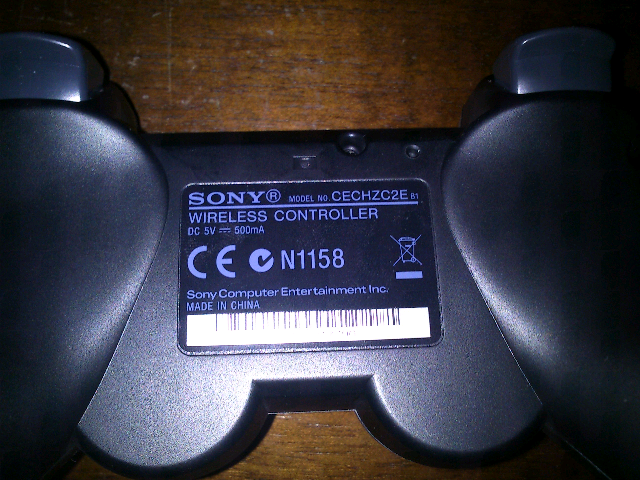 SONY® MODEL NO. CECHZC2E B1
WIRELESS CONTROLLER
DC 5V ⎓ 500mA
CE N1158
Sony Computer Entertainment Inc.
MADE IN CHINA